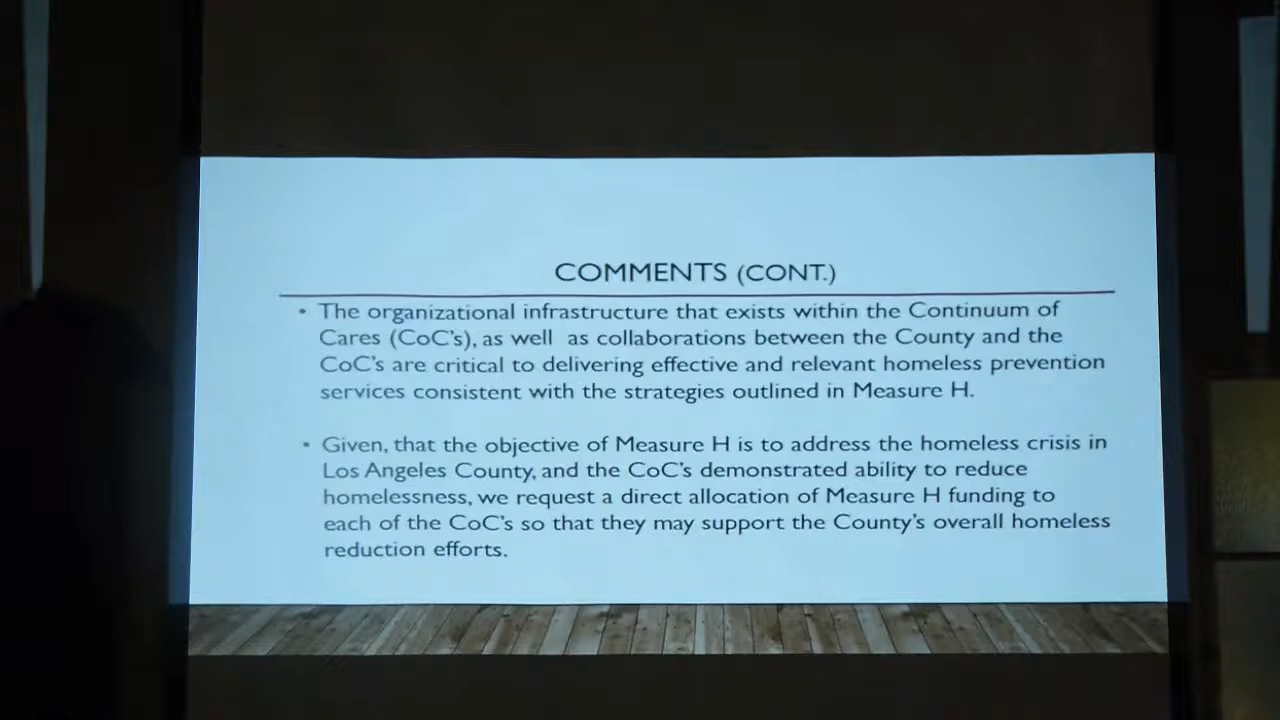 COMMENTS (CONT.)
• The organizational infrastructure that exists within the Continuum of
Cares (CoC's), as well as collaborations between the County and the
CoC's are critical to delivering effective and relevant homeless prevention
services consistent with the strategies outlined in Measure H.
• Given, that the objective of Measure H is to address the homeless crisis in
Los Angeles County, and the CoC's demonstrated ability to reduce
homelessness, we request a direct allocation of Measure H funding to
each of the CoC's so that they may support the County's overall homeless
reduction efforts.